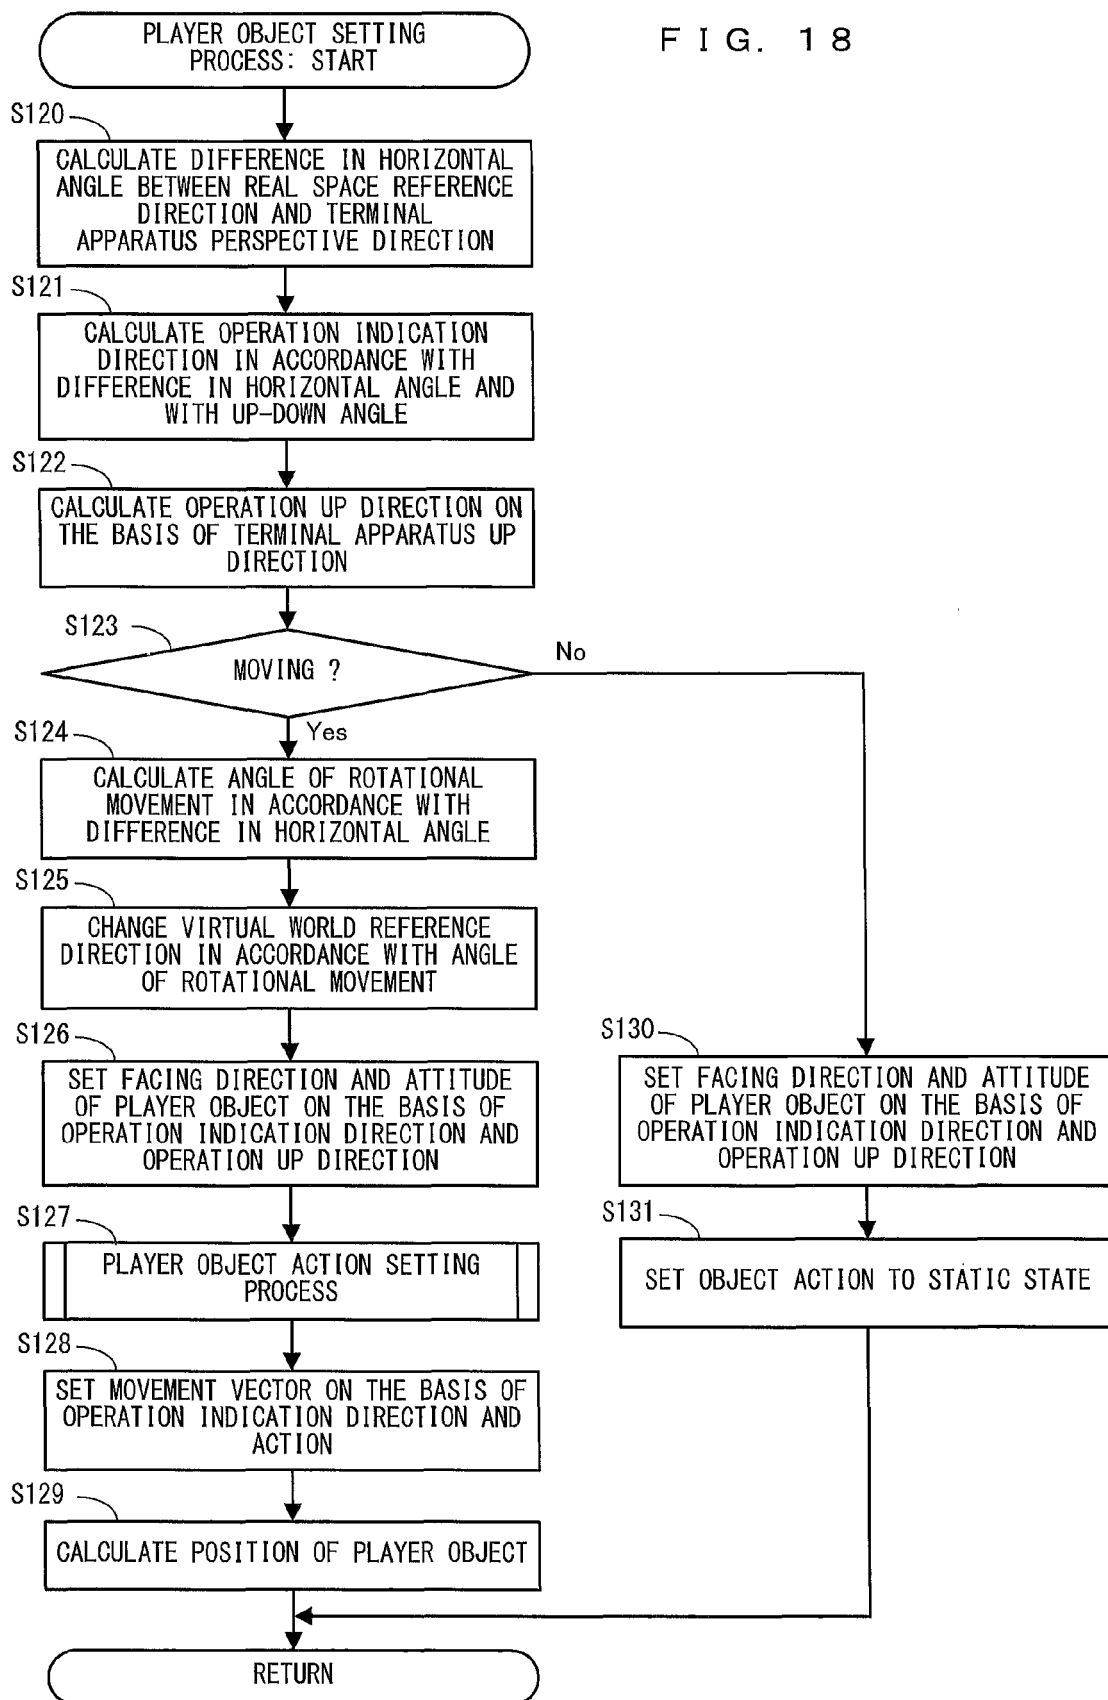 FIG. 18
PLAYER OBJECT SETTING
PROCESS: START
S120
CALCULATE DIFFERENCE IN HORIZONTAL
ANGLE BETWEEN REAL SPACE REFERENCE
DIRECTION AND TERMINAL
APPARATUS PERSPECTIVE DIRECTION
S121
CALCULATE OPERATION INDICATION
DIRECTION IN ACCORDANCE WITH
DIFFERENCE IN HORIZONTAL ANGLE AND
WITH UP-DOWN ANGLE
S122
CALCULATE OPERATION UP DIRECTION ON
THE BASIS OF TERMINAL APPARATUS UP
DIRECTION
S123
MOVING ?
No
Yes
S124
CALCULATE ANGLE OF ROTATIONAL
MOVEMENT IN ACCORDANCE WITH
DIFFERENCE IN HORIZONTAL ANGLE
S125
CHANGE VIRTUAL WORLD REFERENCE
DIRECTION IN ACCORDANCE WITH ANGLE
OF ROTATIONAL MOVEMENT
S126
SET FACING DIRECTION AND ATTITUDE
OF PLAYER OBJECT ON THE BASIS OF
OPERATION INDICATION DIRECTION AND
OPERATION UP DIRECTION
S127
PLAYER OBJECT ACTION SETTING
PROCESS
S128
SET MOVEMENT VECTOR ON THE BASIS OF
OPERATION INDICATION DIRECTION AND
ACTION
S129
CALCULATE POSITION OF PLAYER OBJECT
S130
SET FACING DIRECTION AND ATTITUDE
OF PLAYER OBJECT ON THE BASIS OF
OPERATION INDICATION DIRECTION AND
OPERATION UP DIRECTION
S131
SET OBJECT ACTION TO STATIC STATE
RETURN